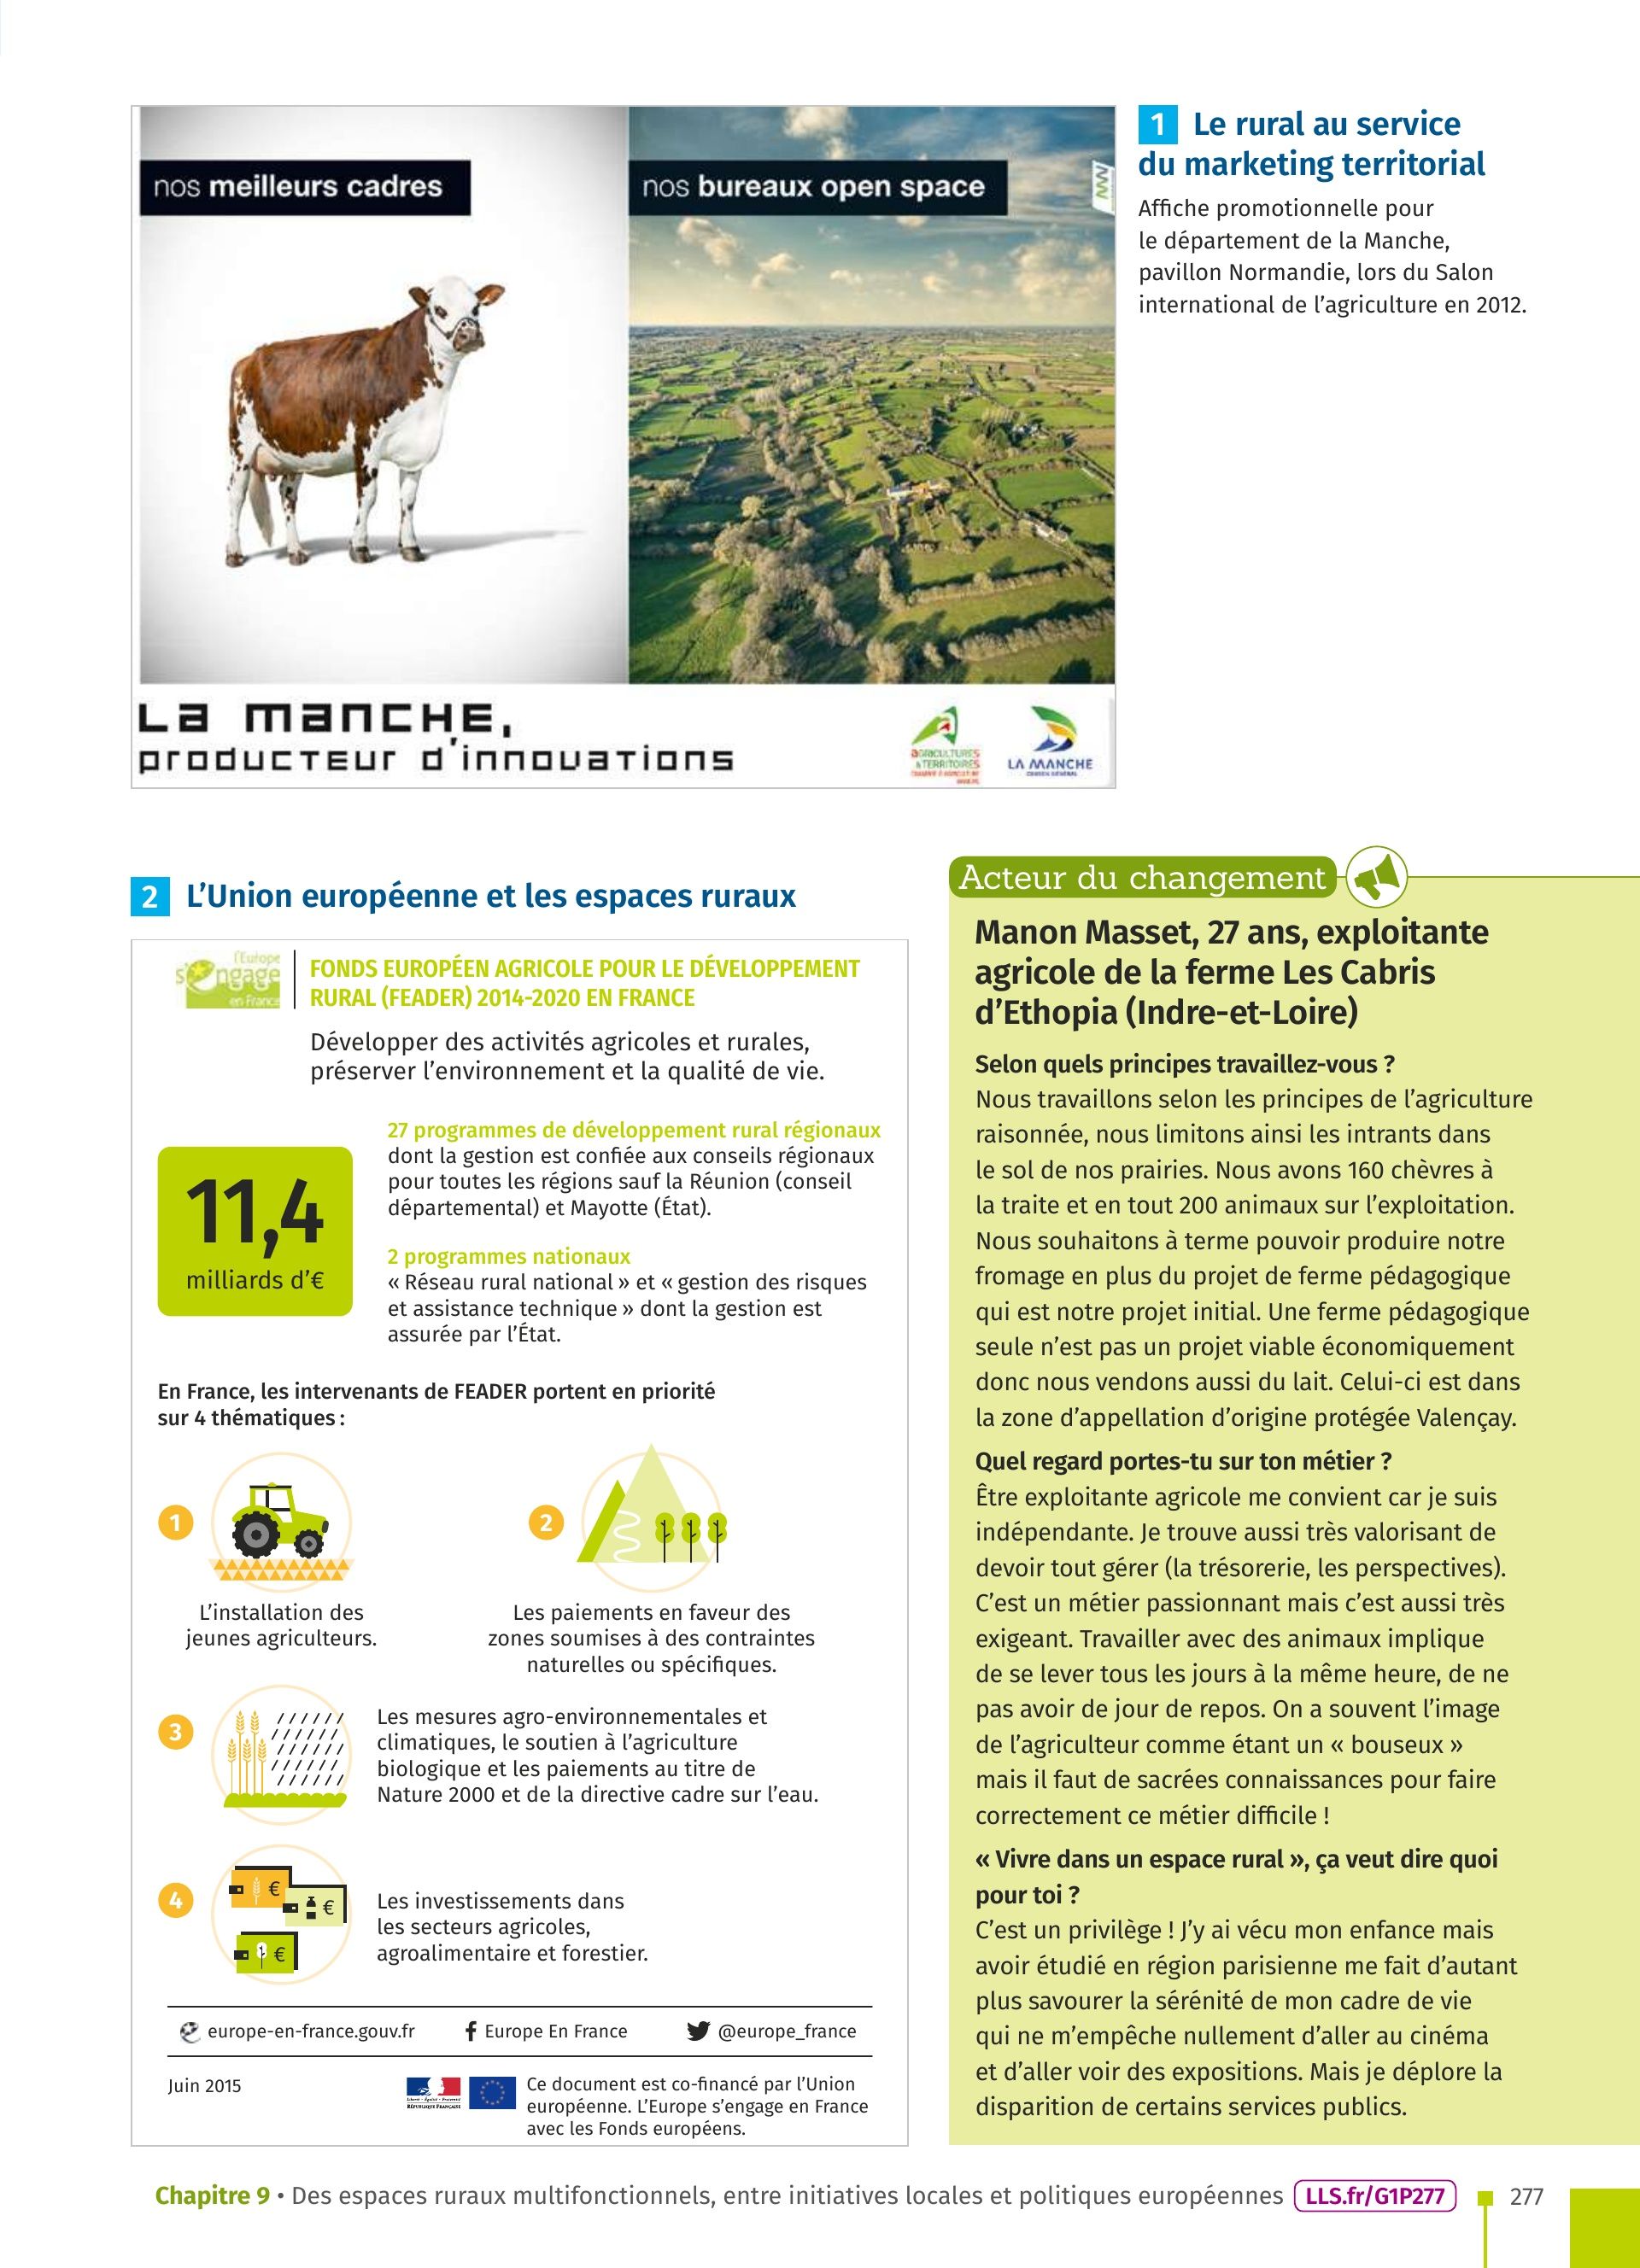 nos meilleurs cadres
nos bureaux open space
La manche,
producteur d'innovations
agricultures
& territoires
LA MANCHE
CONSEIL GÉNÉRAL
1 Le rural au service
du marketing territorial
Affiche promotionnelle pour
le département de la Manche,
pavillon Normandie, lors du Salon
international de l'agriculture en 2012.
2 L'Union européenne et les espaces ruraux
l'Europe
s'engage
en France
FONDS EUROPÉEN AGRICOLE POUR LE DÉVELOPPEMENT
RURAL (FEADER) 2014-2020 EN FRANCE
Développer des activités agricoles et rurales,
préserver l'environnement et la qualité de vie.
11,4
milliards d'€
27 programmes de développement rural régionaux
dont la gestion est confiée aux conseils régionaux
pour toutes les régions sauf la Réunion (conseil
départemental) et Mayotte (État).
2 programmes nationaux
« Réseau rural national » et « gestion des risques
et assistance technique » dont la gestion est
assurée par l'État.
En France, les intervenants de FEADER portent en priorité
sur 4 thématiques :
1
L'installation des
jeunes agriculteurs.
2
Les paiements en faveur des
zones soumises à des contraintes
naturelles ou spécifiques.
3
Les mesures agro-environnementales et
climatiques, le soutien à l'agriculture
biologique et les paiements au titre de
Nature 2000 et de la directive cadre sur l'eau.
4
€
€
€
Les investissements dans
les secteurs agricoles,
agroalimentaire et forestier.
europe-en-france.gouv.fr
Europe En France
@europe_france
Juin 2015
RÉPUBLIQUE FRANÇAISE
Ce document est co-financé par l'Union
européenne. L'Europe s'engage en France
avec les Fonds européens.
Acteur du changement
Manon Masset, 27 ans, exploitante
agricole de la ferme Les Cabris
d'Ethopia (Indre-et-Loire)
Selon quels principes travaillez-vous ?
Nous travaillons selon les principes de l'agriculture
raisonnée, nous limitons ainsi les intrants dans
le sol de nos prairies. Nous avons 160 chèvres à
la traite et en tout 200 animaux sur l'exploitation.
Nous souhaitons à terme pouvoir produire notre
fromage en plus du projet de ferme pédagogique
qui est notre projet initial. Une ferme pédagogique
seule n'est pas un projet viable économiquement
donc nous vendons aussi du lait. Celui-ci est dans
la zone d'appellation d'origine protégée Valençay.
Quel regard portes-tu sur ton métier ?
Être exploitante agricole me convient car je suis
indépendante. Je trouve aussi très valorisant de
devoir tout gérer (la trésorerie, les perspectives).
C'est un métier passionnant mais c'est aussi très
exigeant. Travailler avec des animaux implique
de se lever tous les jours à la même heure, de ne
pas avoir de jour de repos. On a souvent l'image
de l'agriculteur comme étant un « bouseux »
mais il faut de sacrées connaissances pour faire
correctement ce métier difficile !
« Vivre dans un espace rural », ça veut dire quoi
pour toi ?
C'est un privilège ! J'y ai vécu mon enfance mais
avoir étudié en région parisienne me fait d'autant
plus savourer la sérénité de mon cadre de vie
qui ne m'empêche nullement d'aller au cinéma
et d'aller voir des expositions. Mais je déplore la
disparition de certains services publics.
Chapitre 9 • Des espaces ruraux multifonctionnels, entre initiatives locales et politiques européennes LLS.fr/G1P277 277